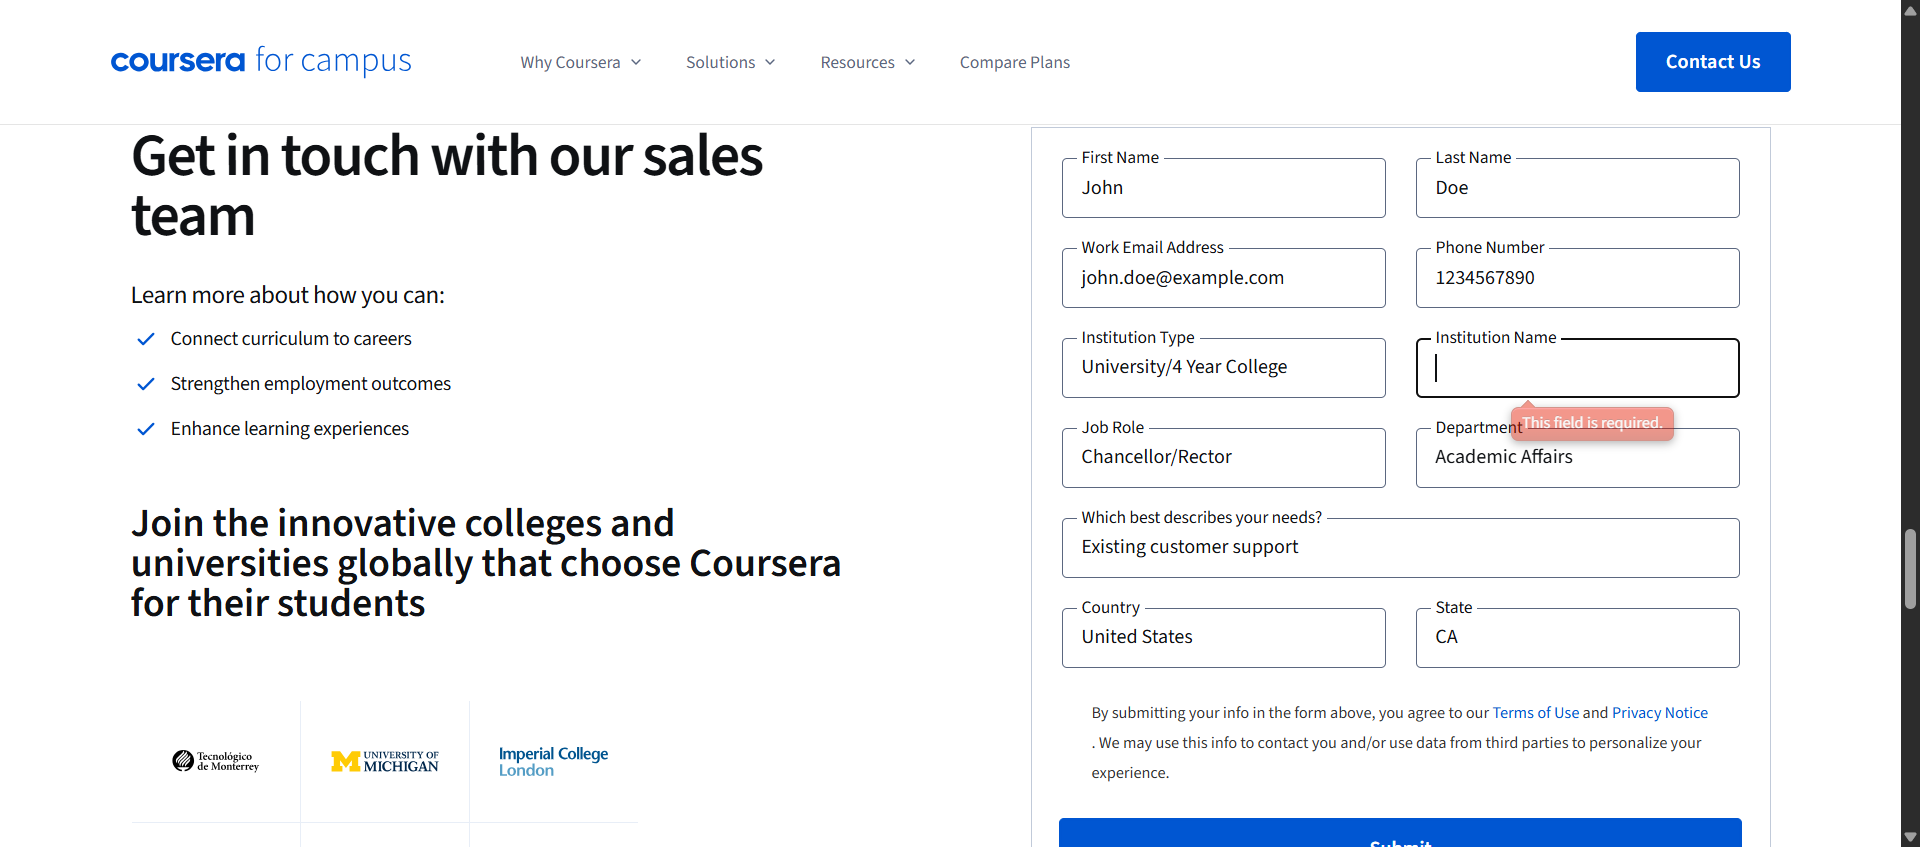 coursera for campus
Why Coursera
Solutions
Resources
Compare Plans
Contact Us
Get in touch with our sales
team
Learn more about how you can:
Connect curriculum to careers
Strengthen employment outcomes
Enhance learning experiences
Join the innovative colleges and
universities globally that choose Coursera
for their students
Tecnológico
de Monterrey
M UNIVERSITY OF
MICHIGAN
Imperial College
London
First Name
John
Last Name
Doe
Work Email Address
john.doe@example.com
Phone Number
1234567890
Institution Type
University/4 Year College
Institution Name
This field is required.
Job Role
Chancellor/Rector
Department
Academic Affairs
Which best describes your needs?
Existing customer support
Country
United States
State
CA
By submitting your info in the form above, you agree to our Terms of Use and Privacy Notice
. We may use this info to contact you and/or use data from third parties to personalize your
experience.
Submit